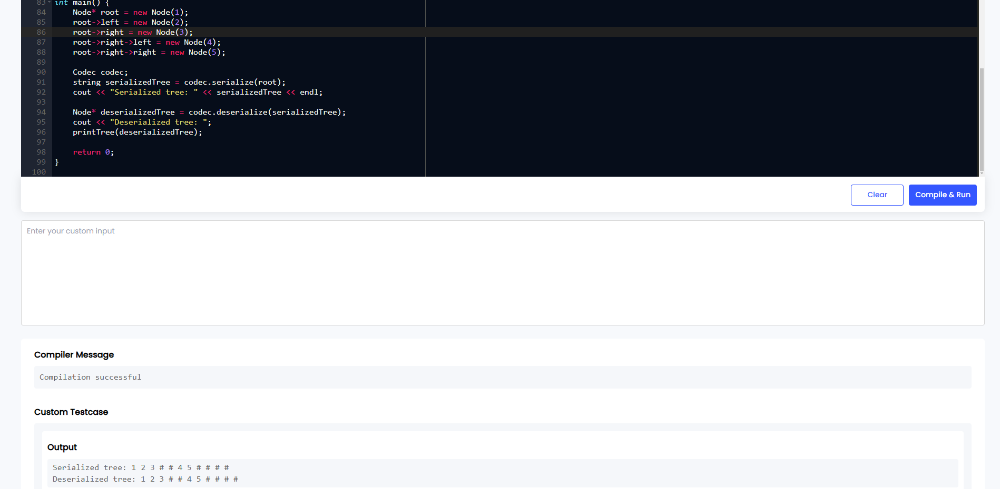 83 int main() {
84 Node* root = new Node(1);
85 root->left = new Node(2);
86 root->right = new Node(3);
87 root->right->left = new Node(4);
88 root->right->right = new Node(5);
89
90 Codec codec;
91 string serializedTree = codec.serialize(root);
92 cout << "Serialized tree: " << serializedTree << endl;
93
94 Node* deserializedTree = codec.deserialize(serializedTree);
95 cout << "Deserialized tree: ";
96 printTree(deserializedTree);
97
98 return 0;
99 }
100
Clear Compile & Run
Enter your custom input
Compiler Message
Compilation successful
Custom Testcase
Output
Serialized tree: 1 2 3 # # 4 5 # # # #
Deserialized tree: 1 2 3 # # 4 5 # # # #